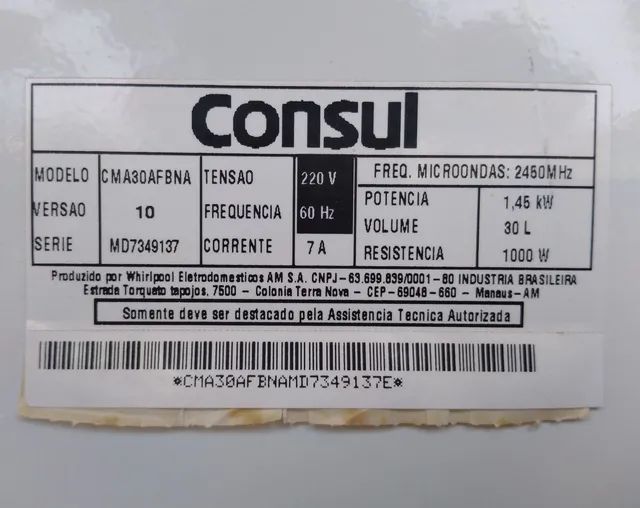 Consul
MODELO CMA30AFBNA TENSAO 220 V FREQ. MICROONDAS: 2450MHz
VERSAO 10 FREQUENCIA 60 Hz POTENCIA 1,45 kW
VOLUME 30 L
SERIE MD7349137 CORRENTE 7 A RESISTENCIA 1000 W
Produzido por Whirlpool Eletrodomesticos AM S.A. CNPJ-63.699.839/0001-80 INDUSTRIA BRASILEIRA
Estrada Torquato tapajos, 7500 - Colonia Terra Nova - CEP-69048-660 - Manaus-AM
Somente deve ser destacado pela Assistencia Tecnica Autorizada
*CMA30AFBNAMD7349137E*